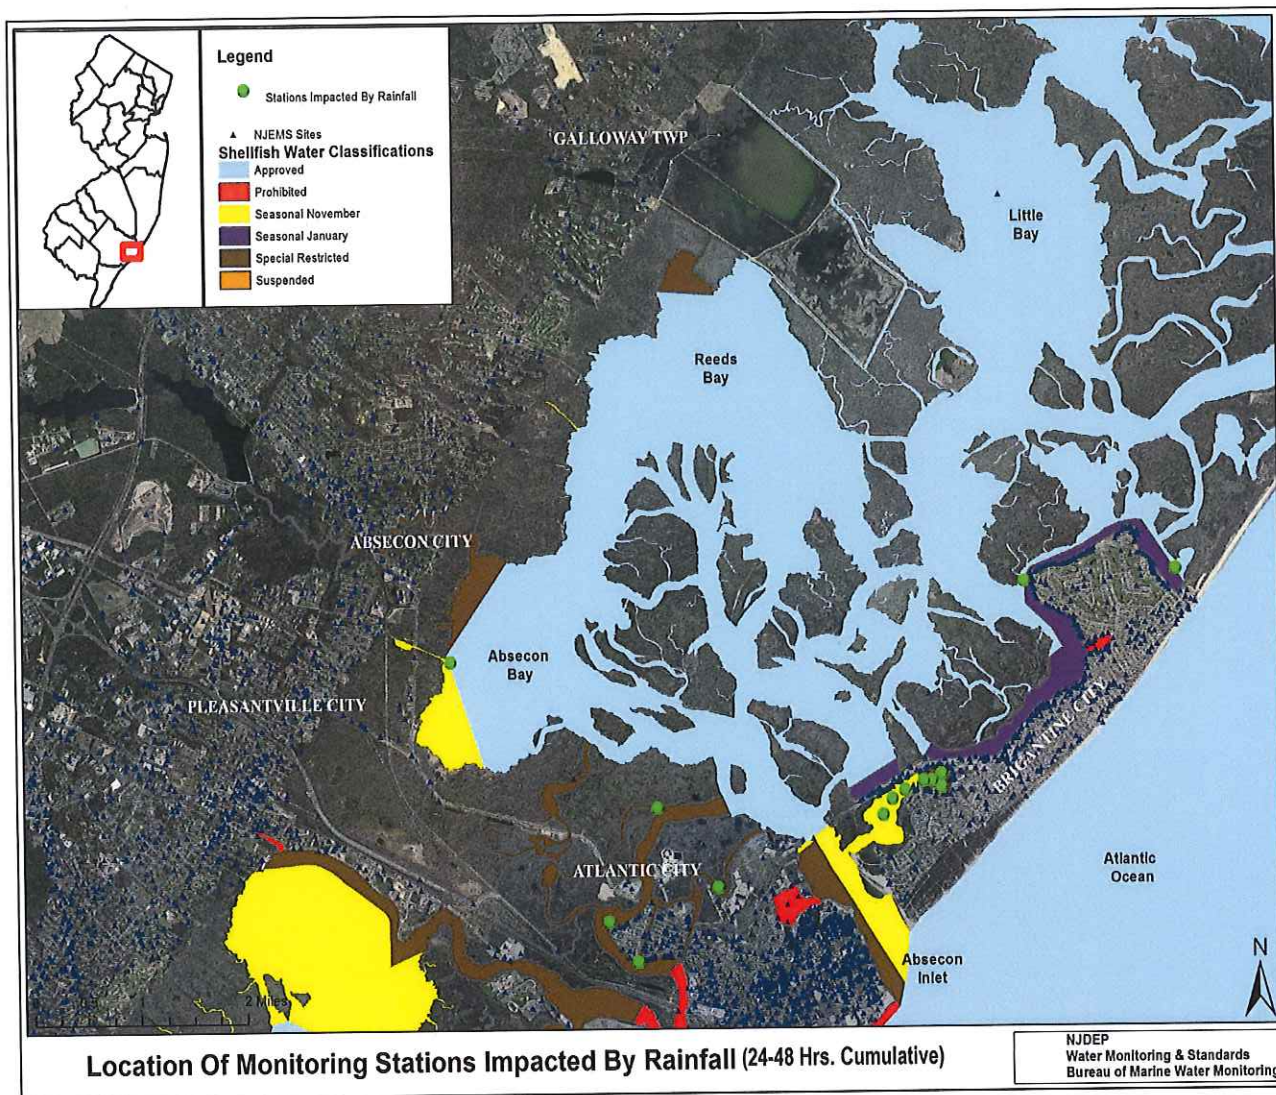 Legend
Stations Impacted By Rainfall
NJEMS Sites
Shellfish Water Classifications
Approved
Prohibited
Seasonal November
Seasonal January
Special Restricted
Suspended
GALLOWAY TWP
Little
Bay
Reeds
Bay
ABSECON CITY
Absecon
Bay
PLEASANTVILLE CITY
BRIGANTINE CITY
ATLANTIC CITY
Atlantic
Ocean
Absecon
Inlet
N
0.5 1 2 Miles
Location Of Monitoring Stations Impacted By Rainfall (24-48 Hrs. Cumulative)
NJDEP
Water Monitoring & Standards
Bureau of Marine Water Monitoring